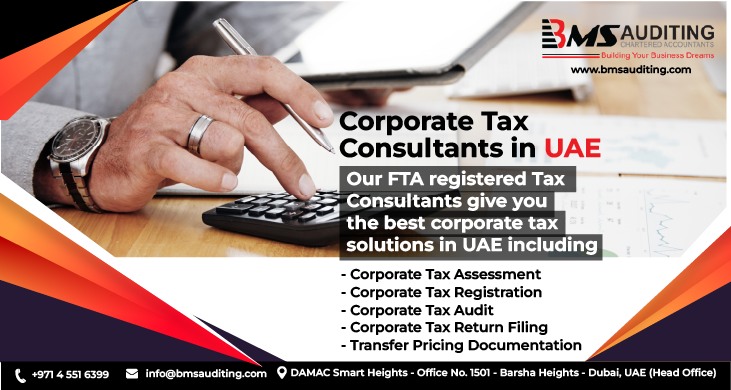 BMS AUDITING
CHARTERED ACCOUNTANTS
Building Your Business Dreams
www.bmsauditing.com
Corporate Tax
Consultants in UAE
Our FTA registered Tax
Consultants give you
the best corporate tax
solutions in UAE including
- Corporate Tax Assessment
- Corporate Tax Registration
- Corporate Tax Audit
- Corporate Tax Return Filing
- Transfer Pricing Documentation
+971 4 551 6399 info@bmsauditing.com DAMAC Smart Heights - Office No. 1501 - Barsha Heights - Dubai, UAE (Head Office)